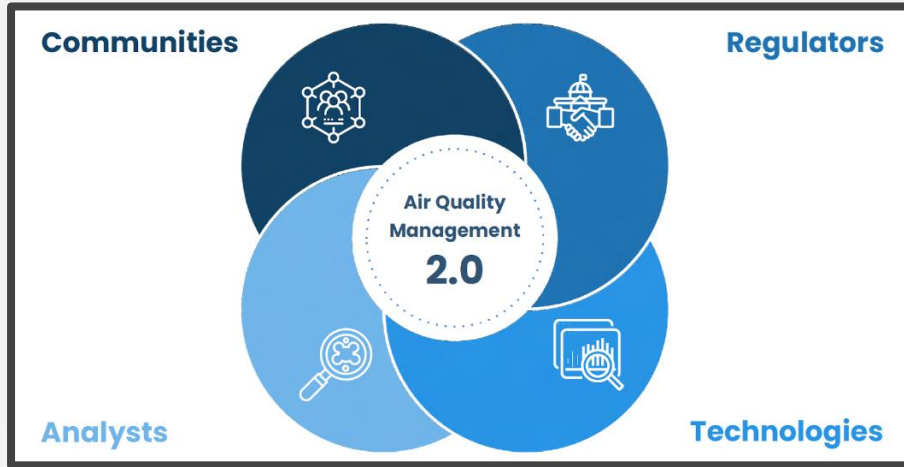 Communities
Regulators
Air Quality
Management
2.0
Analysts
Technologies